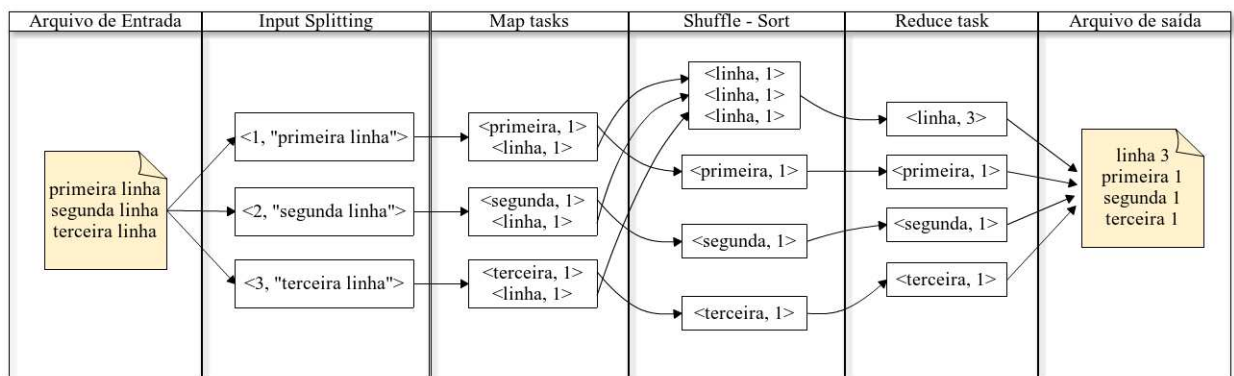 Arquivo de Entrada
Input Splitting
Map tasks
Shuffle - Sort
Reduce task
Arquivo de saída
primeira linha
segunda linha
terceira linha
<1, "primeira linha">
<2, "segunda linha">
<3, "terceira linha">
<primeira, 1>
<linha, 1>
<segunda, 1>
<linha, 1>
<terceira, 1>
<linha, 1>
<linha, 1>
<linha, 1>
<linha, 1>
<primeira, 1>
<segunda, 1>
<terceira, 1>
<linha, 3>
<primeira, 1>
<segunda, 1>
<terceira, 1>
linha 3
primeira 1
segunda 1
terceira 1